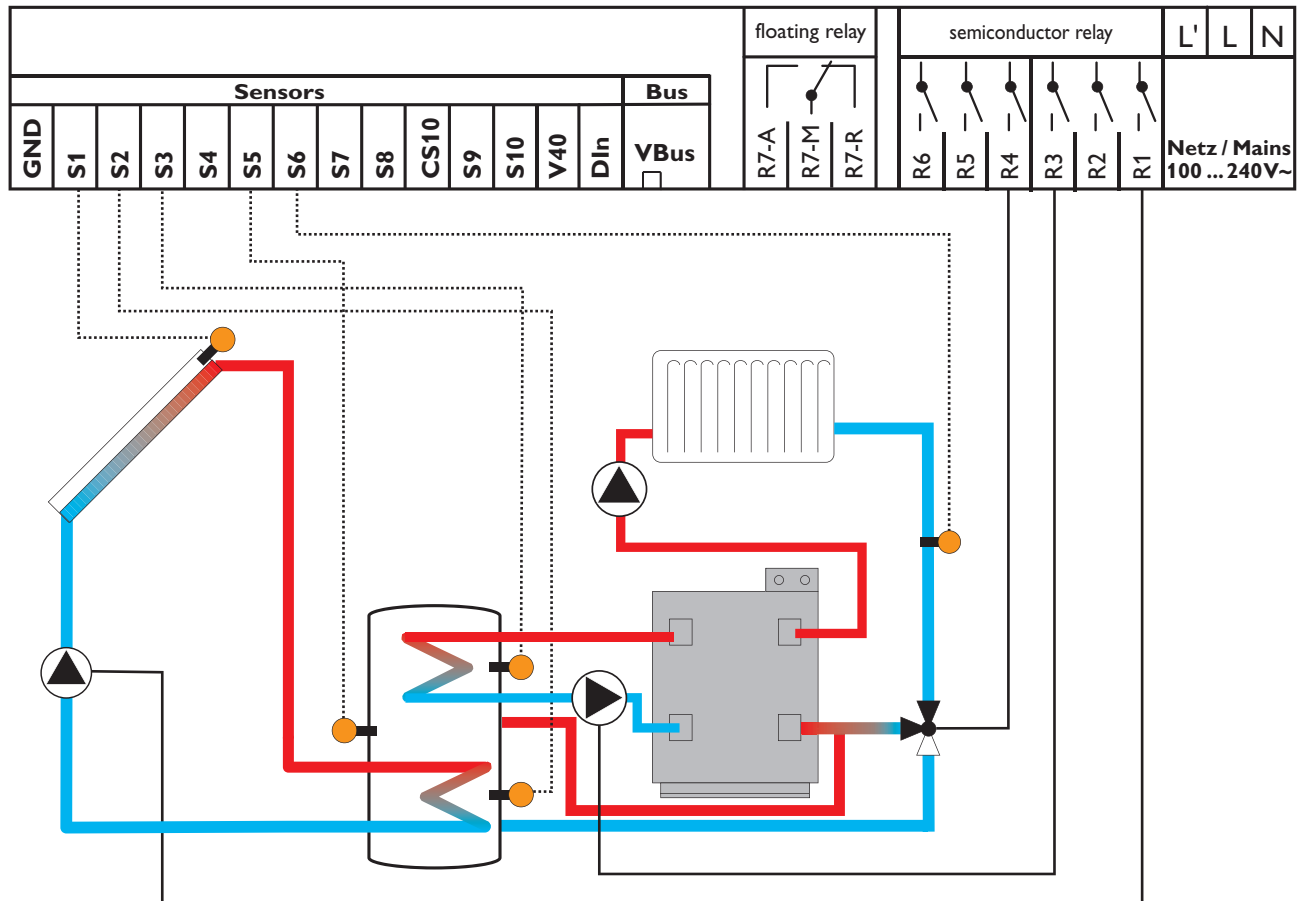 floating relay
semiconductor relay
L' L N
Sensors
Bus
GND S1 S2 S3 S4 S5 S6 S7 S8 CS10 S9 S10 V40 DIn
VBus
R7-A R7-M R7-R
R6 R5 R4 R3 R2 R1
Netz / Mains
100 ... 240V~